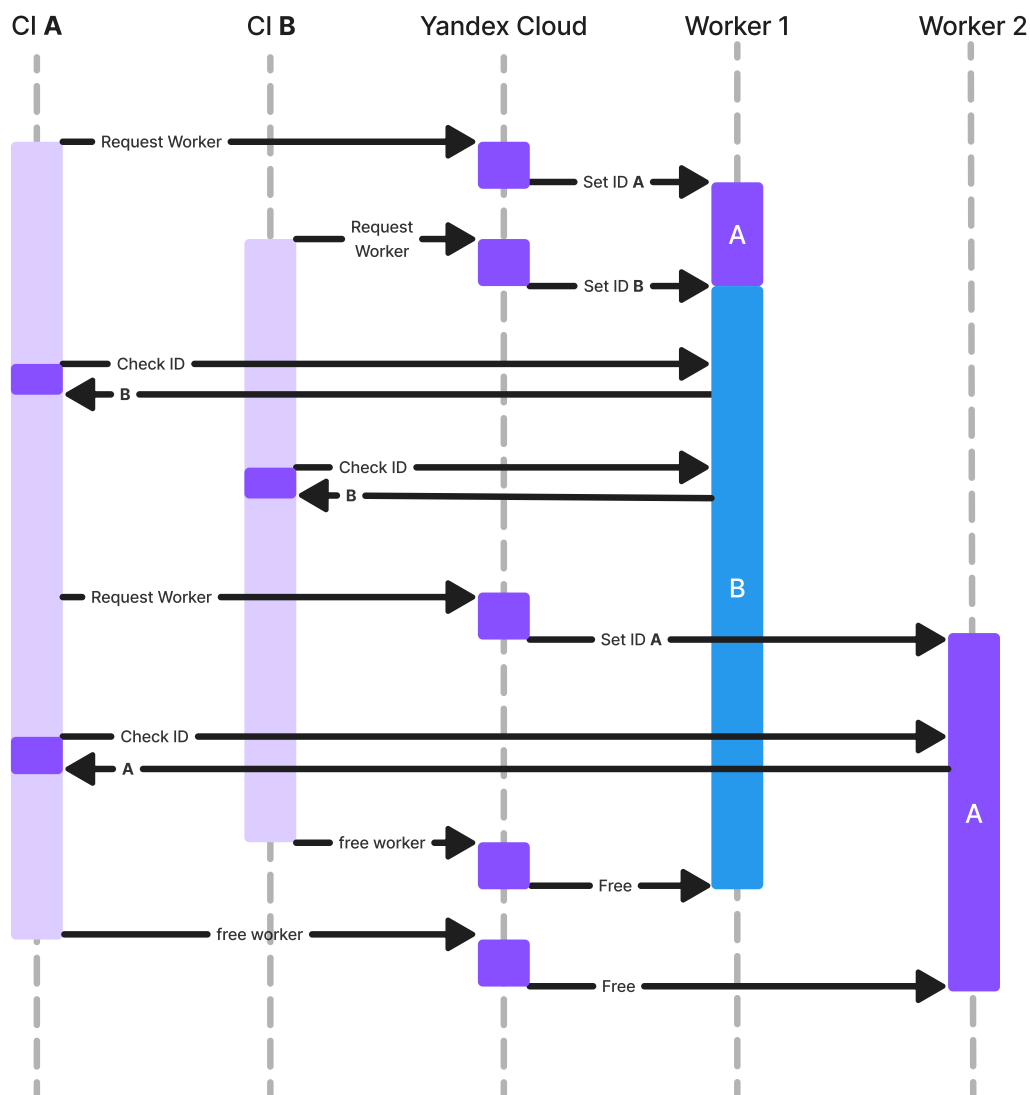 CI A
CI B
Yandex Cloud
Worker 1
Worker 2
Request Worker
Set ID A
A
Request
Worker
Set ID B
Check ID
B
Check ID
B
B
Request Worker
Set ID A
Check ID
A
A
free worker
Free
free worker
Free